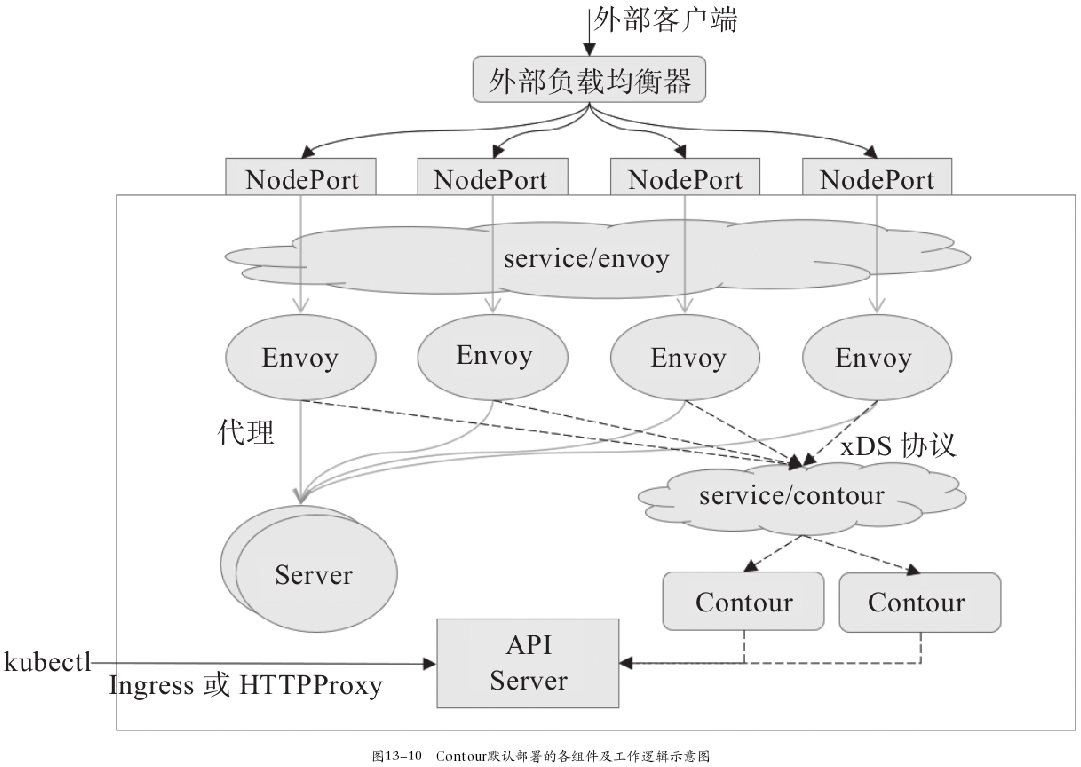 外部客户端
外部负载均衡器
NodePort
NodePort
NodePort
NodePort
service/envoy
Envoy
Envoy
Envoy
Envoy
代理
xDS 协议
service/contour
Server
Contour
Contour
API
Server
kubectl
Ingress 或 HTTPProxy
图13-10 Contour默认部署的各组件及工作逻辑示意图